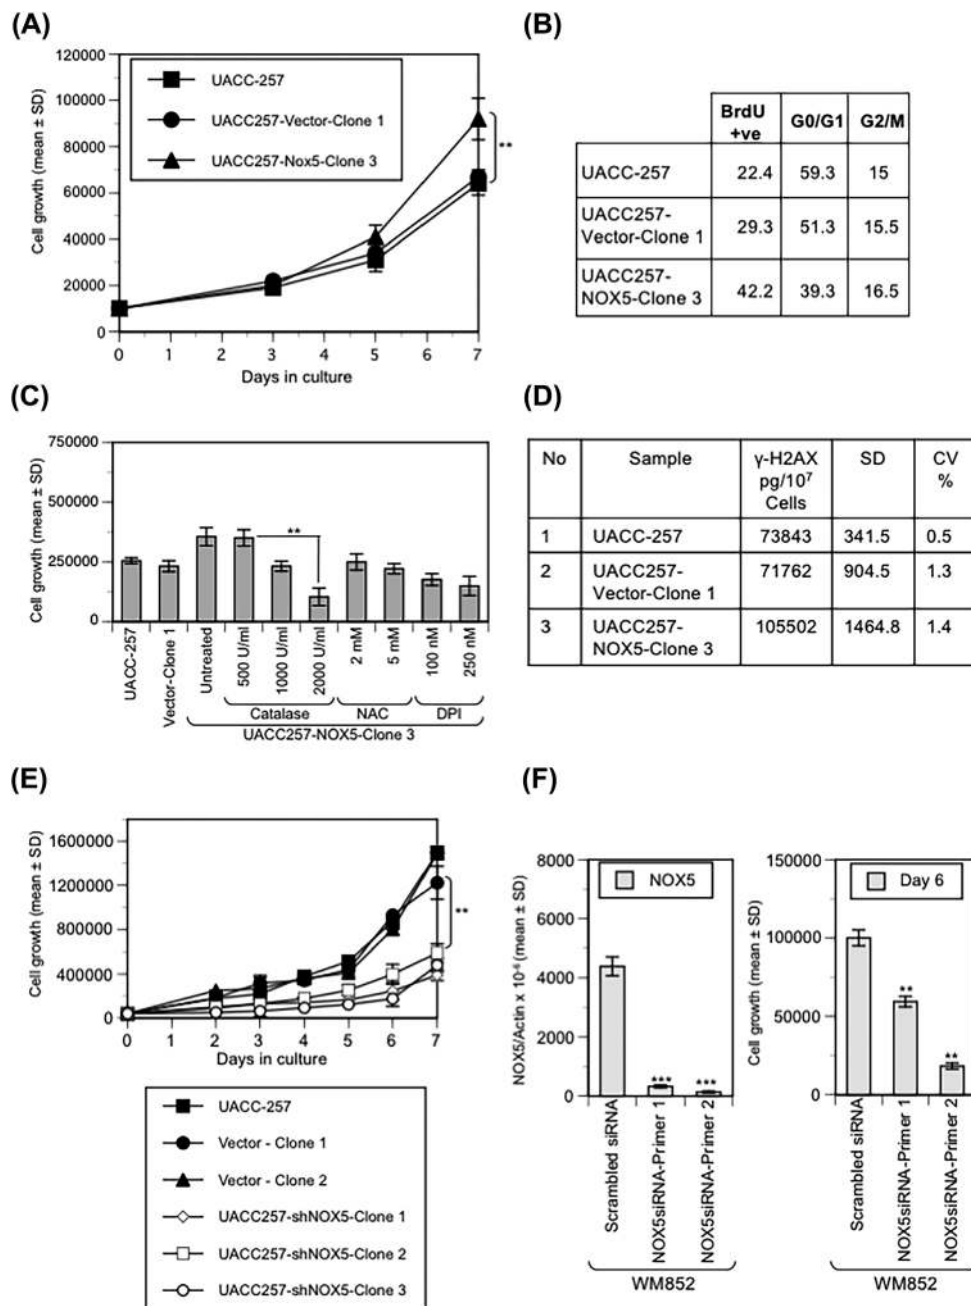 (A)
Cell growth (mean ± SD)
120000
100000
80000
60000
40000
20000
0
UACC-257
UACC257-Vector-Clone 1
UACC257-Nox5-Clone 3
**
0 1 2 3 4 5 6 7
Days in culture
(B)
BrdU +ve G0/G1 G2/M
UACC-257 22.4 59.3 15
UACC257-Vector-Clone 1 29.3 51.3 15.5
UACC257-NOX5-Clone 3 42.2 39.3 16.5
(C)
Cell growth (mean ± SD)
750000
500000
250000
0
**
UACC-257
Vector-Clone 1
Untreated
500 U/ml
1000 U/ml
2000 U/ml
2 mM
5 mM
100 nM
250 nM
Catalase NAC DPI
UACC257-NOX5-Clone 3
(D)
No Sample γ-H2AX pg/10⁷ Cells SD CV %
1 UACC-257 73843 341.5 0.5
2 UACC257-Vector-Clone 1 71762 904.5 1.3
3 UACC257-NOX5-Clone 3 105502 1464.8 1.4
(E)
Cell growth (mean ± SD)
1600000
1200000
800000
400000
0
**
0 1 2 3 4 5 6 7
Days in culture
UACC-257
Vector - Clone 1
Vector - Clone 2
UACC257-shNOX5-Clone 1
UACC257-shNOX5-Clone 2
UACC257-shNOX5-Clone 3
(F)
NOX5/Actin x 10⁻⁶ (mean ± SD)
8000
6000
4000
2000
0
NOX5
***
***
Scrambled siRNA
NOX5siRNA-Primer 1
NOX5siRNA-Primer 2
WM852
Cell growth (mean ± SD)
150000
100000
50000
0
Day 6
**
**
Scrambled siRNA
NOX5siRNA-Primer 1
NOX5siRNA-Primer 2
WM852